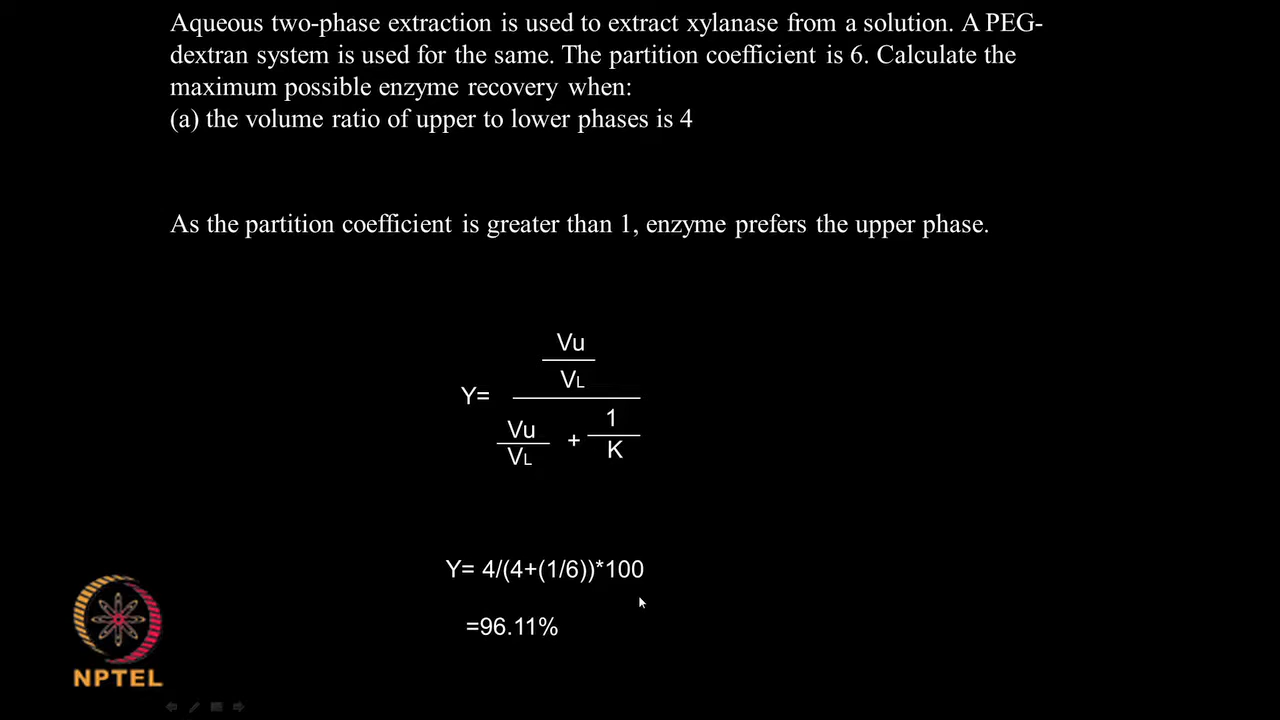 Aqueous two-phase extraction is used to extract xylanase from a solution. A PEG-
dextran system is used for the same. The partition coefficient is 6. Calculate the
maximum possible enzyme recovery when:
(a) the volume ratio of upper to lower phases is 4
As the partition coefficient is greater than 1, enzyme prefers the upper phase.
Vu
VL
Y=
Vu
VL
+
1
K
Y= 4/(4+(1/6))*100
=96.11%
NPTEL